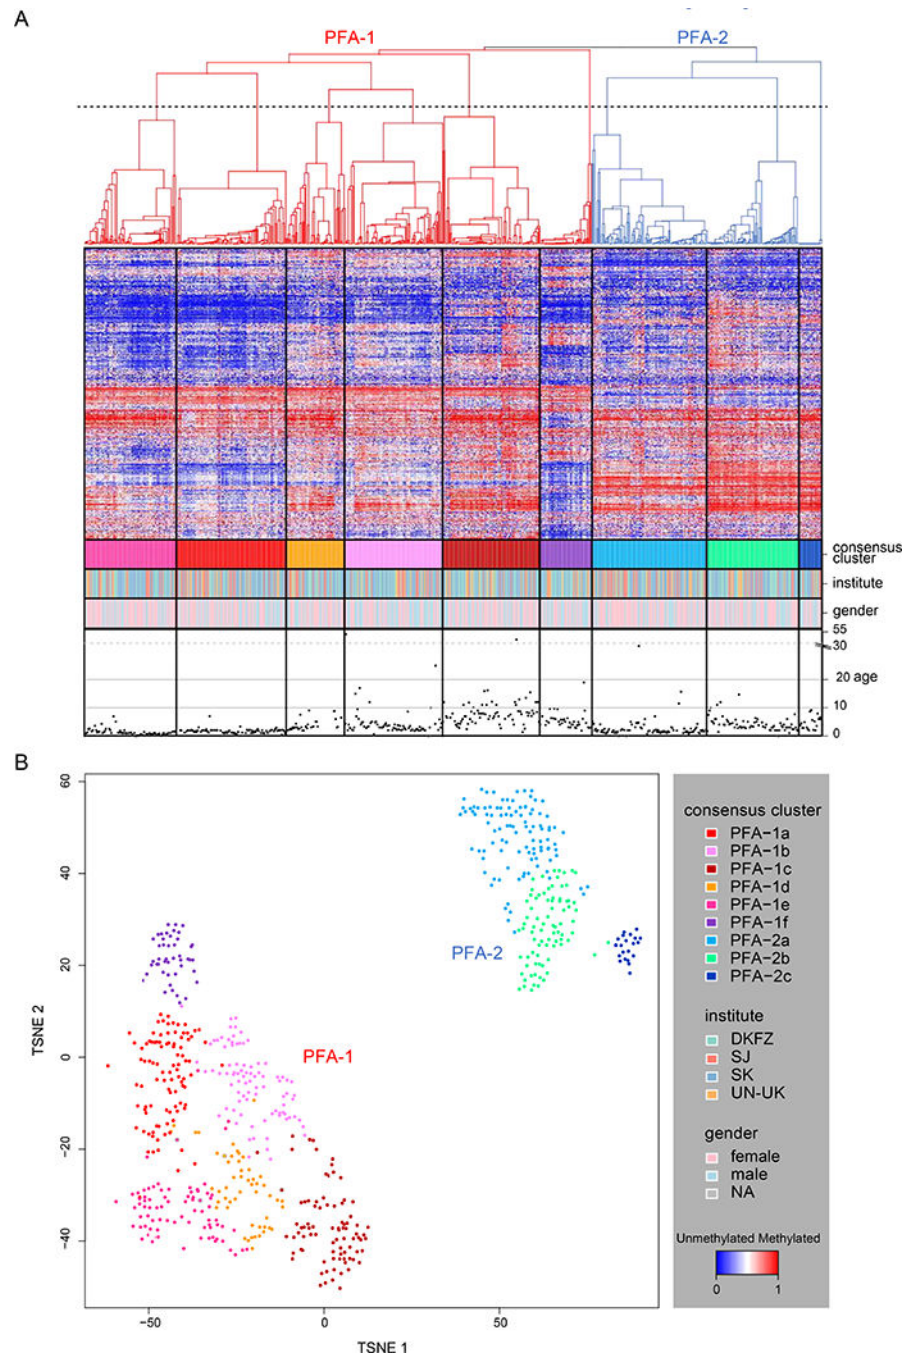 A
PFA-1
PFA-2
consensus
cluster
institute
gender
55
30
20 age
10
0
B
60
40
20
0
−20
−40
TSNE 2
PFA-2
PFA-1
−50
0
50
TSNE 1
consensus cluster
PFA−1a
PFA−1b
PFA−1c
PFA−1d
PFA−1e
PFA−1f
PFA−2a
PFA−2b
PFA−2c
institute
DKFZ
SJ
SK
UN-UK
gender
female
male
NA
Unmethylated Methylated
0 1